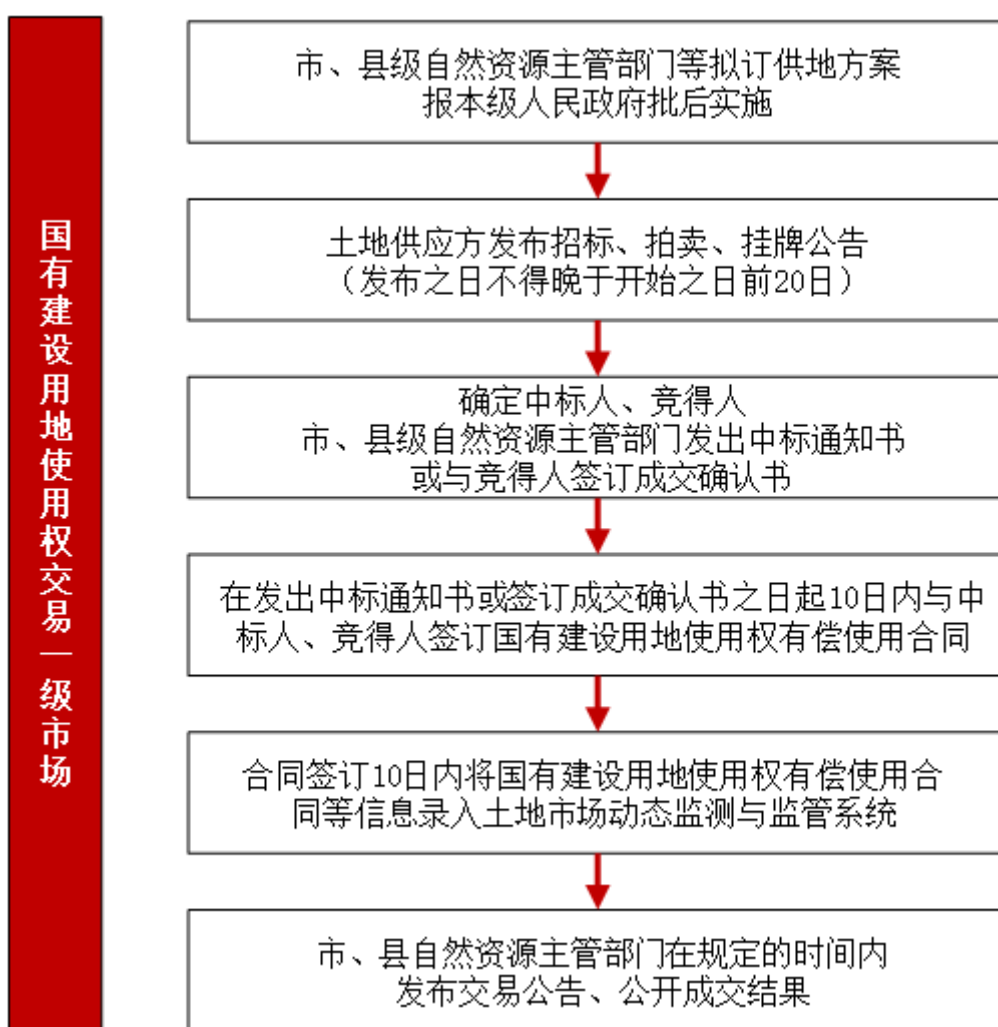 国有建设用地使用权交易一级市场
市、县级自然资源主管部门等拟订供地方案
报本级人民政府批后实施
土地供应方发布招标、拍卖、挂牌公告
（发布之日不得晚于开始之日前20日）
确定中标人、竞得人
市、县级自然资源主管部门发出中标通知书
或与竞得人签订成交确认书
在发出中标通知书或签订成交确认书之日起10日内与中
标人、竞得人签订国有建设用地使用权有偿使用合同
合同签订10日内将国有建设用地使用权有偿使用合
同等信息录入土地市场动态监测与监管系统
市、县自然资源主管部门在规定的时间内
发布交易公告、公开成交结果